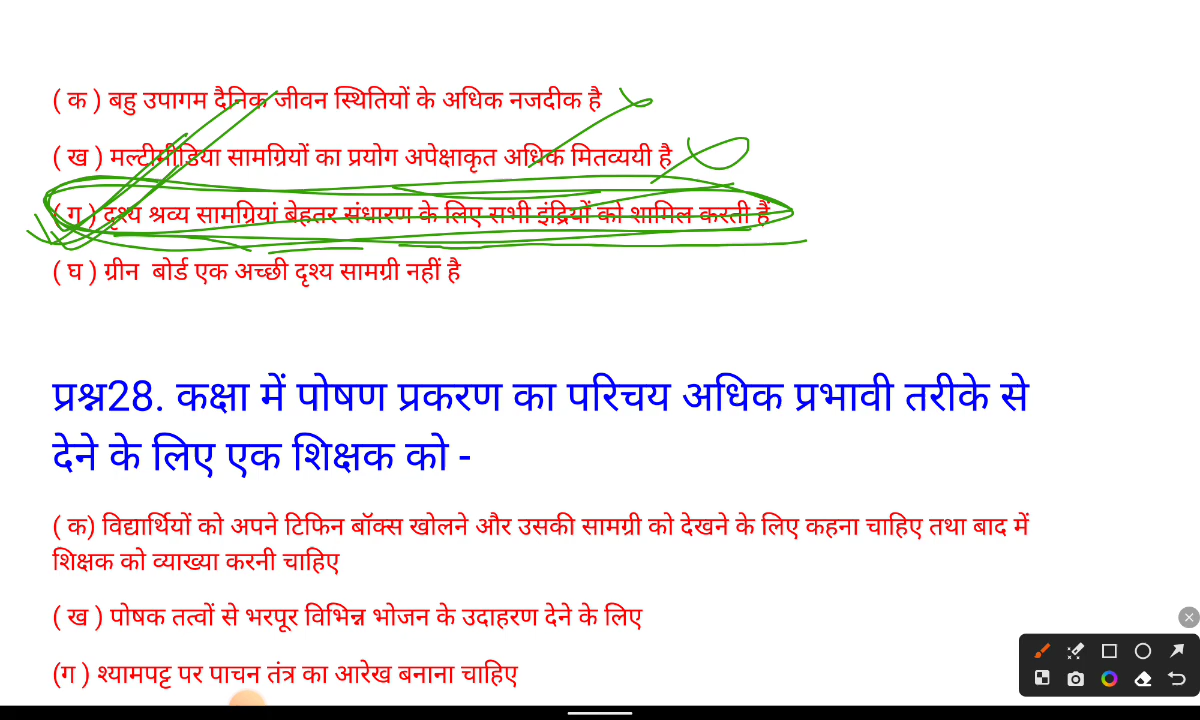 ( क ) बहु उपागम दैनिक जीवन स्थितियों के अधिक नजदीक है
( ख ) मल्टीमीडिया सामग्रियों का प्रयोग अपेक्षाकृत अधिक मितव्ययी है
( ग ) दृश्य श्रव्य सामग्रियां बेहतर संधारण के लिए सभी इंद्रियों को शामिल करती हैं
( घ ) ग्रीन बोर्ड एक अच्छी दृश्य सामग्री नहीं है
प्रश्न28. कक्षा में पोषण प्रकरण का परिचय अधिक प्रभावी तरीके से
देने के लिए एक शिक्षक को -
( क) विद्यार्थियों को अपने टिफिन बॉक्स खोलने और उसकी सामग्री को देखने के लिए कहना चाहिए तथा बाद में
शिक्षक को व्याख्या करनी चाहिए
( ख ) पोषक तत्वों से भरपूर विभिन्न भोजन के उदाहरण देने के लिए
(ग ) श्यामपट्ट पर पाचन तंत्र का आरेख बनाना चाहिए